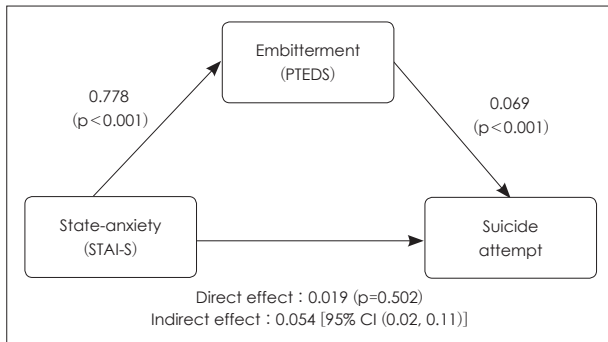 Embitterment
(PTEDS)
0.778
(p<0.001)
0.069
(p<0.001)
State-anxiety
(STAI-S)
Suicide
attempt
Direct effect : 0.019 (p=0.502)
Indirect effect : 0.054 [95% CI (0.02, 0.11)]